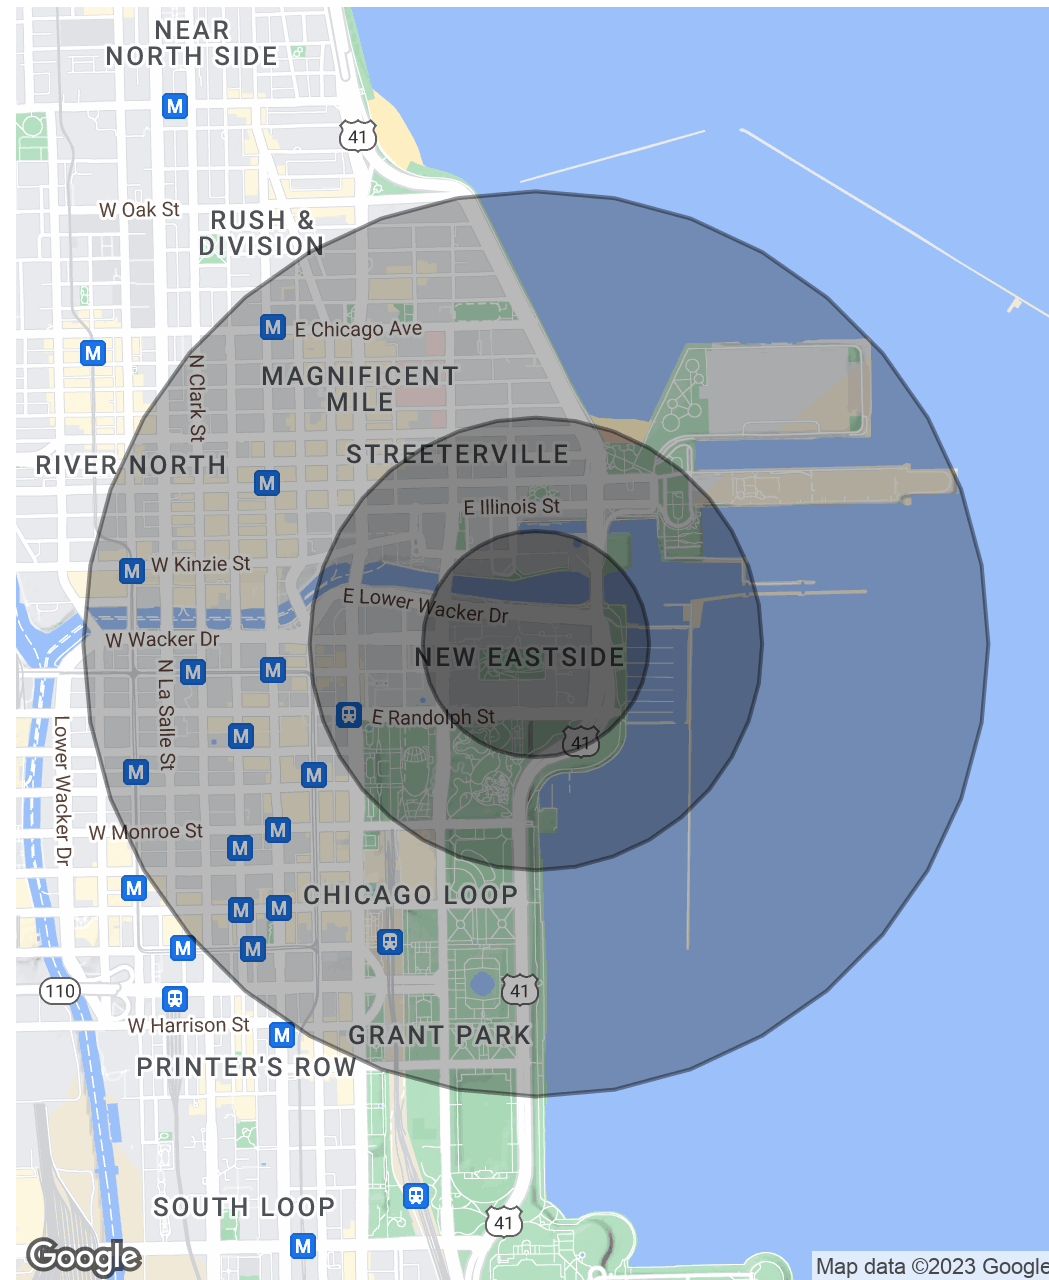 NEAR
NORTH SIDE
M
41
W Oak St
RUSH &
DIVISION
M
E Chicago Ave
M
N Clark St
MAGNIFICENT
MILE
STREETERVILLE
RIVER NORTH
M
E Illinois St
M
W Kinzie St
E Lower Wacker Dr
W Wacker Dr
NEW EASTSIDE
M
M
N La Salle St
E Randolph St
M
41
M
M
Lower Wacker Dr
W Monroe St
M
M
M
CHICAGO LOOP
M
M
M
M
110
41
W Harrison St
M
GRANT PARK
PRINTER'S ROW
SOUTH LOOP
41
M
Google
Map data ©2023 Google